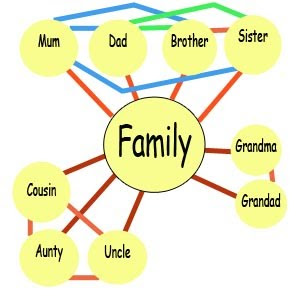 Mum
Dad
Brother
Sister
Family
Grandma
Grandad
Cousin
Aunty
Uncle